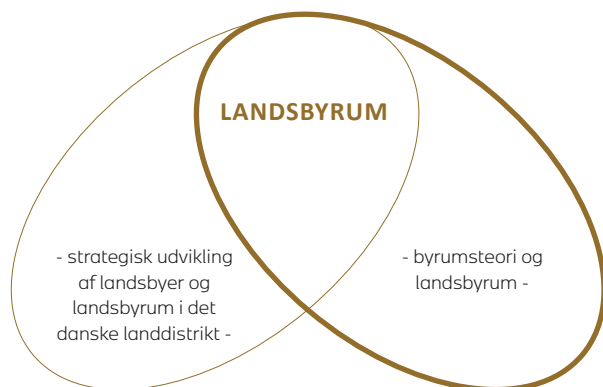 LANDSBYRUM
- strategisk udvikling
af landsbyer og
landsbyrum i det
danske landdistrikt -
- byrumsteori og
landsbyrum -